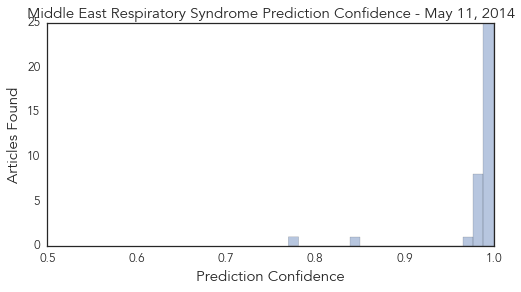 Middle East Respiratory Syndrome Prediction Confidence - May 11, 2014
25
20
15
10
5
0
Articles Found
0.5 0.6 0.7 0.8 0.9 1.0
Prediction Confidence